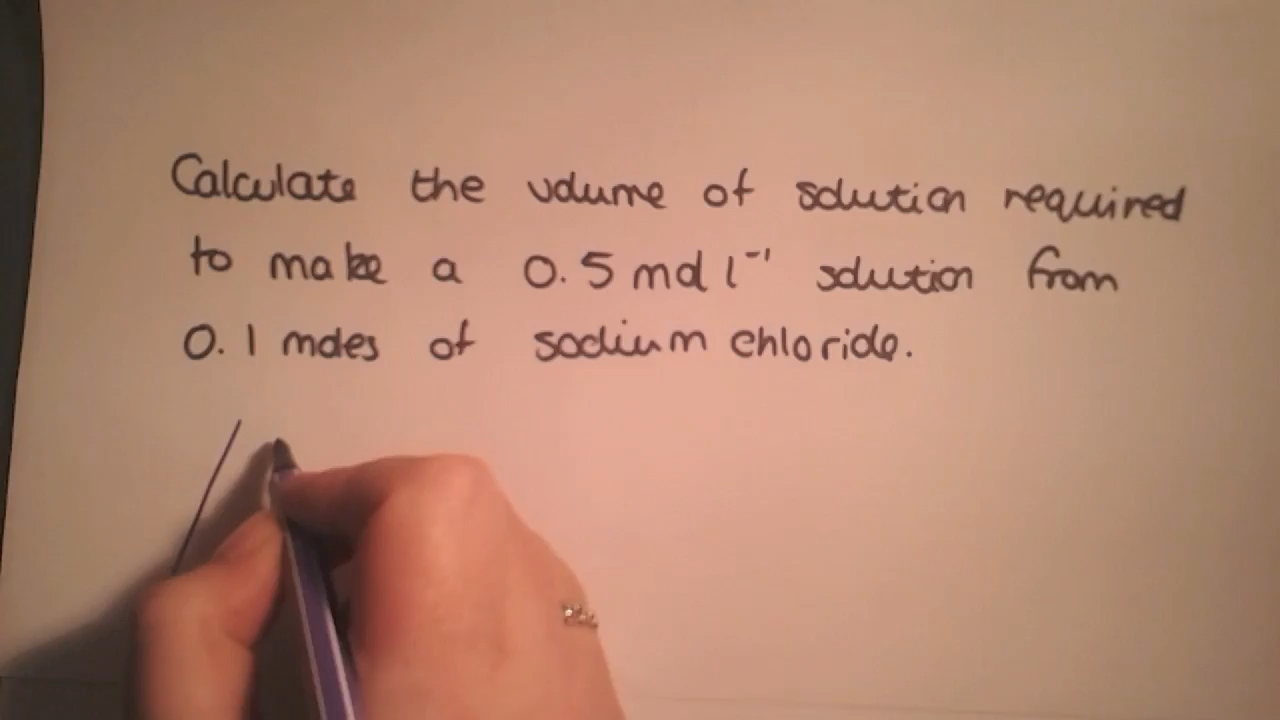 Calculate the volume of solution required
to make a 0.5 mol l⁻¹ solution from
0.1 moles of sodium chloride.